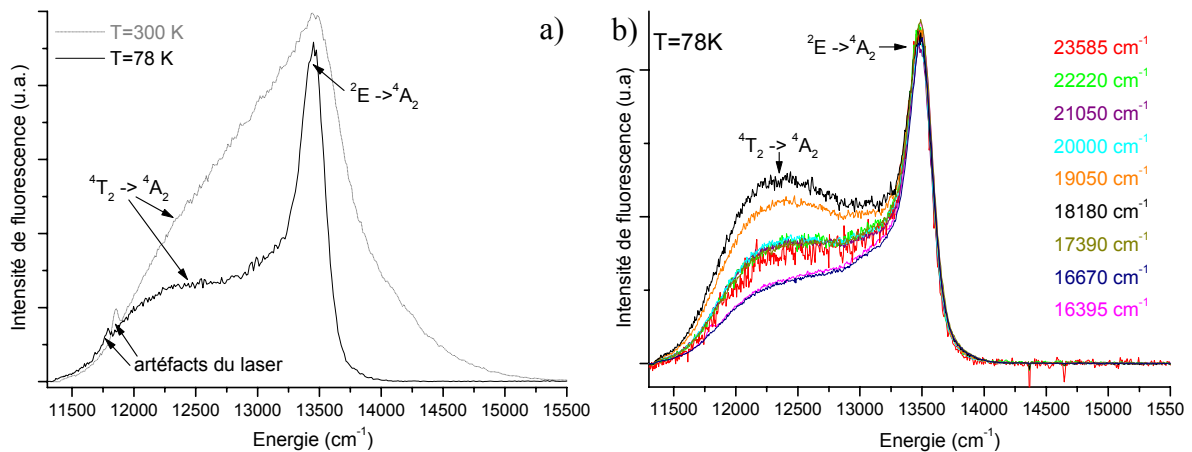 T=300 K
T=78 K
a)
²E ->⁴A₂
⁴T₂ -> ⁴A₂
artéfacts du laser
Intensité de fluorescence (u.a.)
11500 12000 12500 13000 13500 14000 14500 15000 15500
Energie (cm⁻¹)
b)
T=78K
²E ->⁴A₂
⁴T₂ -> ⁴A₂
23585 cm⁻¹
22220 cm⁻¹
21050 cm⁻¹
20000 cm⁻¹
19050 cm⁻¹
18180 cm⁻¹
17390 cm⁻¹
16670 cm⁻¹
16395 cm⁻¹
Intensité de fluorescence (u.a)
11500 12000 12500 13000 13500 14000 14500 15000 1550
Energie (cm⁻¹)